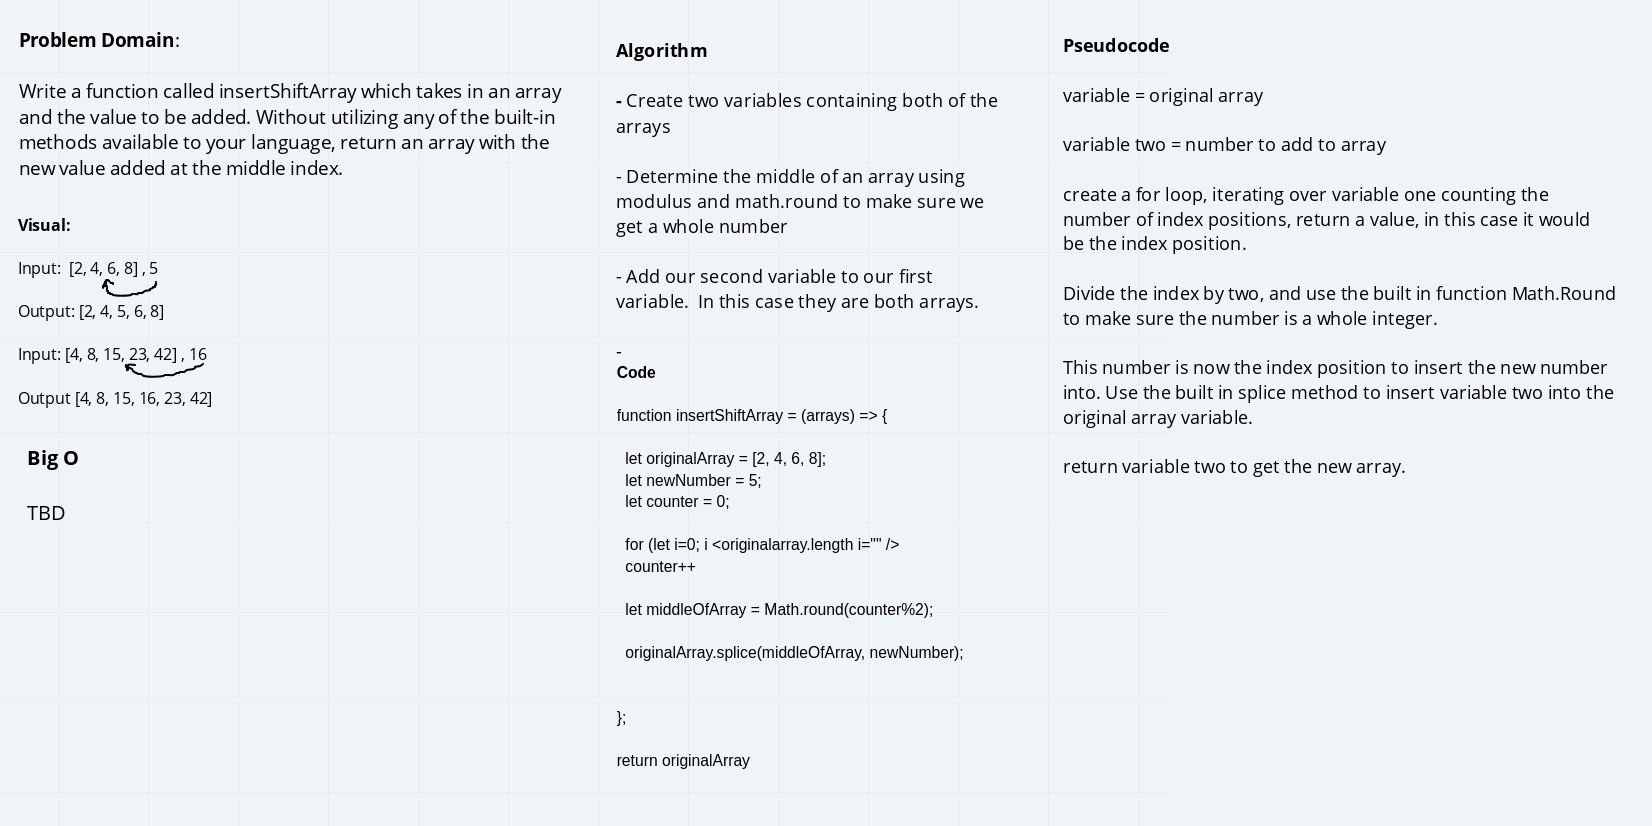 Problem Domain:
Write a function called insertShiftArray which takes in an array
and the value to be added. Without utilizing any of the built-in
methods available to your language, return an array with the
new value added at the middle index.
Visual:
Input:  [2, 4, 6, 8] , 5
Output: [2, 4, 5, 6, 8]
Input: [4, 8, 15, 23, 42] , 16
Output [4, 8, 15, 16, 23, 42]
Big O
TBD
Algorithm
- Create two variables containing both of the
arrays
- Determine the middle of an array using
modulus and math.round to make sure we
get a whole number
- Add our second variable to our first
variable.  In this case they are both arrays.
-
Code
function insertShiftArray = (arrays) => {
let originalArray = [2, 4, 6, 8];
let newNumber = 5;
let counter = 0;
for (let i=0; i <originalarray.length i="" />
counter++
let middleOfArray = Math.round(counter%2);
originalArray.splice(middleOfArray, newNumber);
};
return originalArray
Pseudocode
variable = original array
variable two = number to add to array
create a for loop, iterating over variable one counting the
number of index positions, return a value, in this case it would
be the index position.
Divide the index by two, and use the built in function Math.Round
to make sure the number is a whole integer.
This number is now the index position to insert the new number
into. Use the built in splice method to insert variable two into the
original array variable.
return variable two to get the new array.